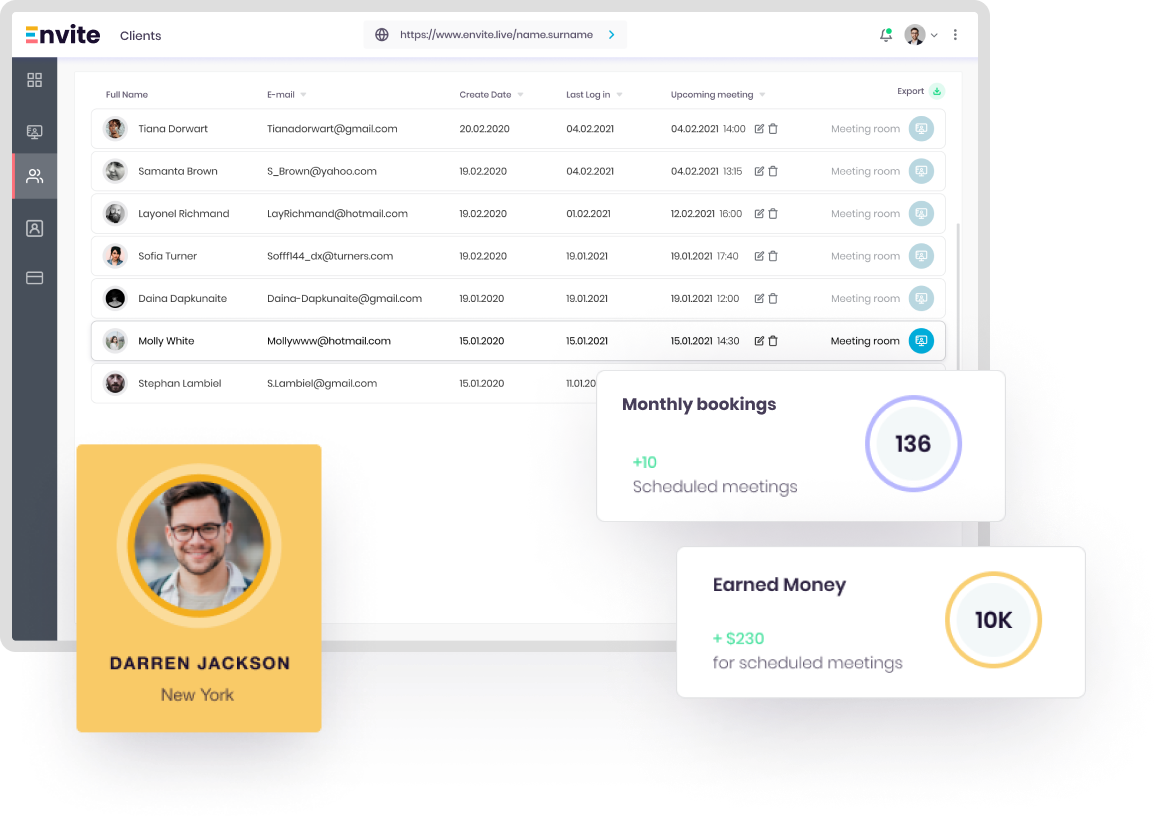 Envite Clients https://www.envite.live/name.surname
Full Name E-mail Create Date Last Log in Upcoming meeting Export
Tiana Dorwart Tianadorwart@gmail.com 20.02.2020 04.02.2021 04.02.2021 14:00 Meeting room
Samanta Brown S_Brown@yahoo.com 19.02.2020 04.02.2021 04.02.2021 13:15 Meeting room
Layonel Richmand LayRichmand@hotmail.com 19.02.2020 01.02.2021 12.02.2021 16:00 Meeting room
Sofia Turner Sofff144_dx@turners.com 19.02.2020 19.01.2021 19.01.2021 17:40 Meeting room
Daina Dapkunaite Daina-Dapkunaite@gmail.com 19.01.2020 19.01.2021 19.01.2021 12:00 Meeting room
Molly White Mollywww@hotmail.com 15.01.2020 15.01.2021 15.01.2021 14:30 Meeting room
Stephan Lambiel S.Lambiel@gmail.com 15.01.2020 11.01.20
Monthly bookings
136
+10
Scheduled meetings
Earned Money
10K
+ $230
for scheduled meetings
DARREN JACKSON
New York